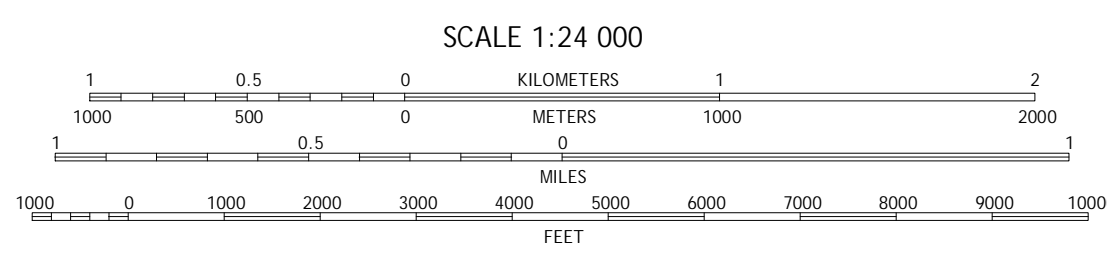 SCALE 1:24 000
1 0.5 0 KILOMETERS 1 2
1000 500 0 METERS 1000 2000
1 0.5 0 1
MILES
1000 0 1000 2000 3000 4000 5000 6000 7000 8000 9000 1000
FEET